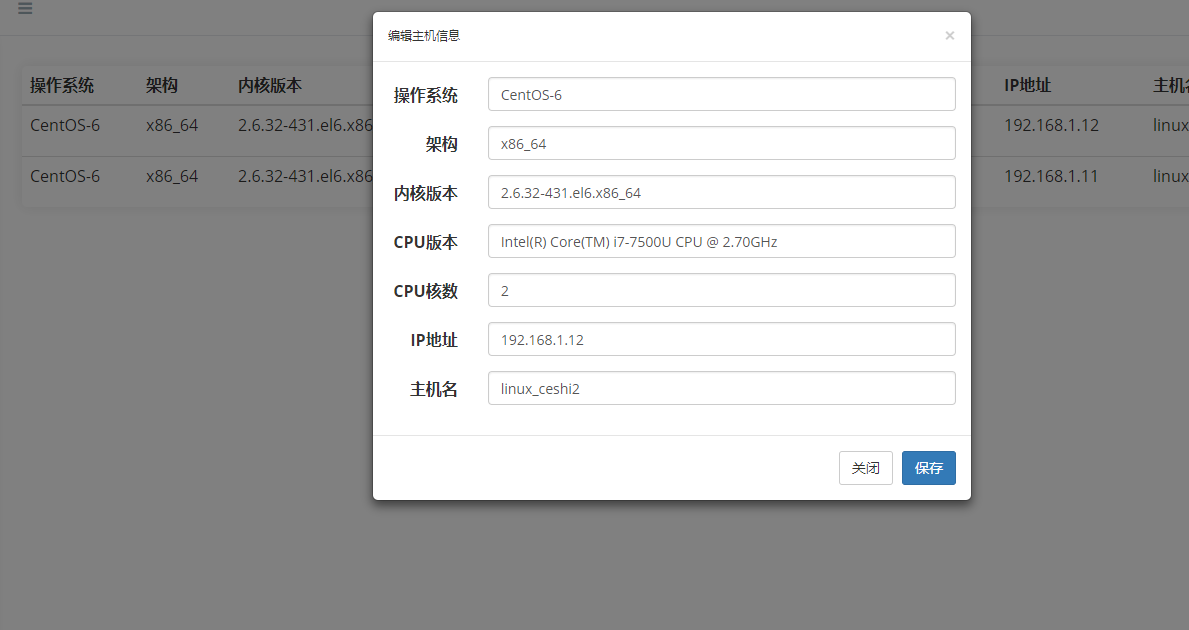 编辑主机信息 ×
操作系统 CentOS-6
架构 x86_64
内核版本 2.6.32-431.el6.x86_64
CPU版本 Intel(R) Core(TM) i7-7500U CPU @ 2.70GHz
CPU核数 2
IP地址 192.168.1.12
主机名 linux_ceshi2
关闭 保存
操作系统 架构 内核版本 IP地址 主机
CentOS-6 x86_64 2.6.32-431.el6.x86 192.168.1.12 linux
CentOS-6 x86_64 2.6.32-431.el6.x86 192.168.1.11 linux